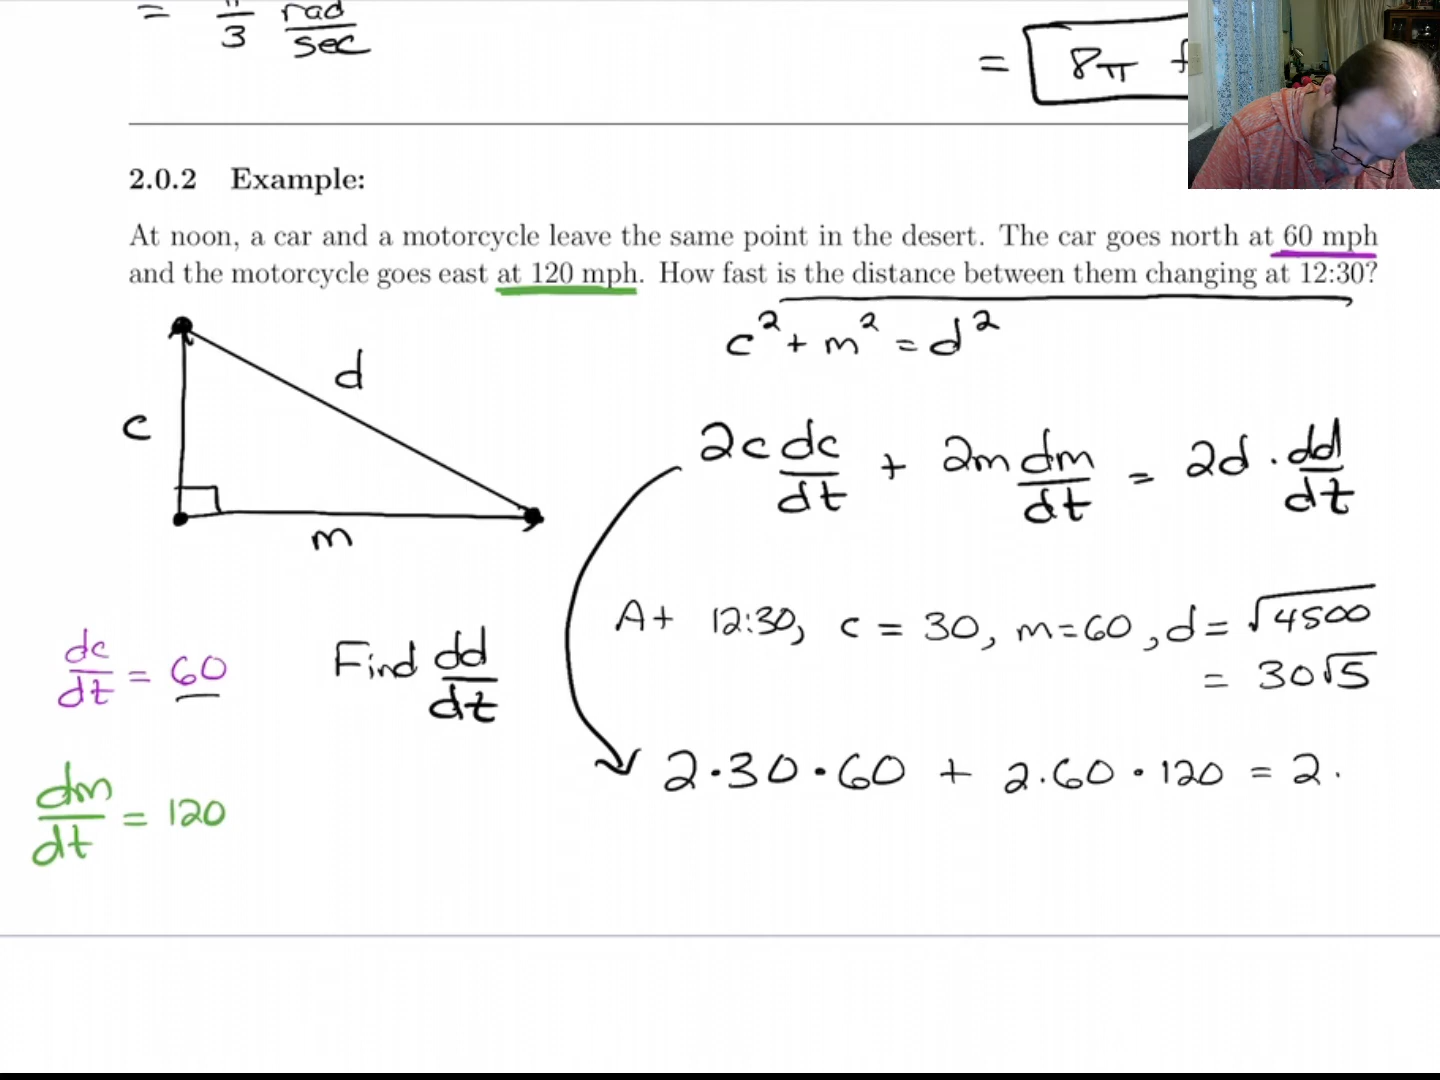 = π/3 rad/sec
= 8π
2.0.2 Example:
At noon, a car and a motorcycle leave the same point in the desert. The car goes north at 60 mph
and the motorcycle goes east at 120 mph. How fast is the distance between them changing at 12:30?
c² + m² = d²
d
c
m
2c dc/dt + 2m dm/dt = 2d · dd/dt
At 12:30, c = 30, m=60, d= √4500
= 30√5
dc/dt = 60
Find dd/dt
2·30·60 + 2·60·120 = 2·
dm/dt = 120